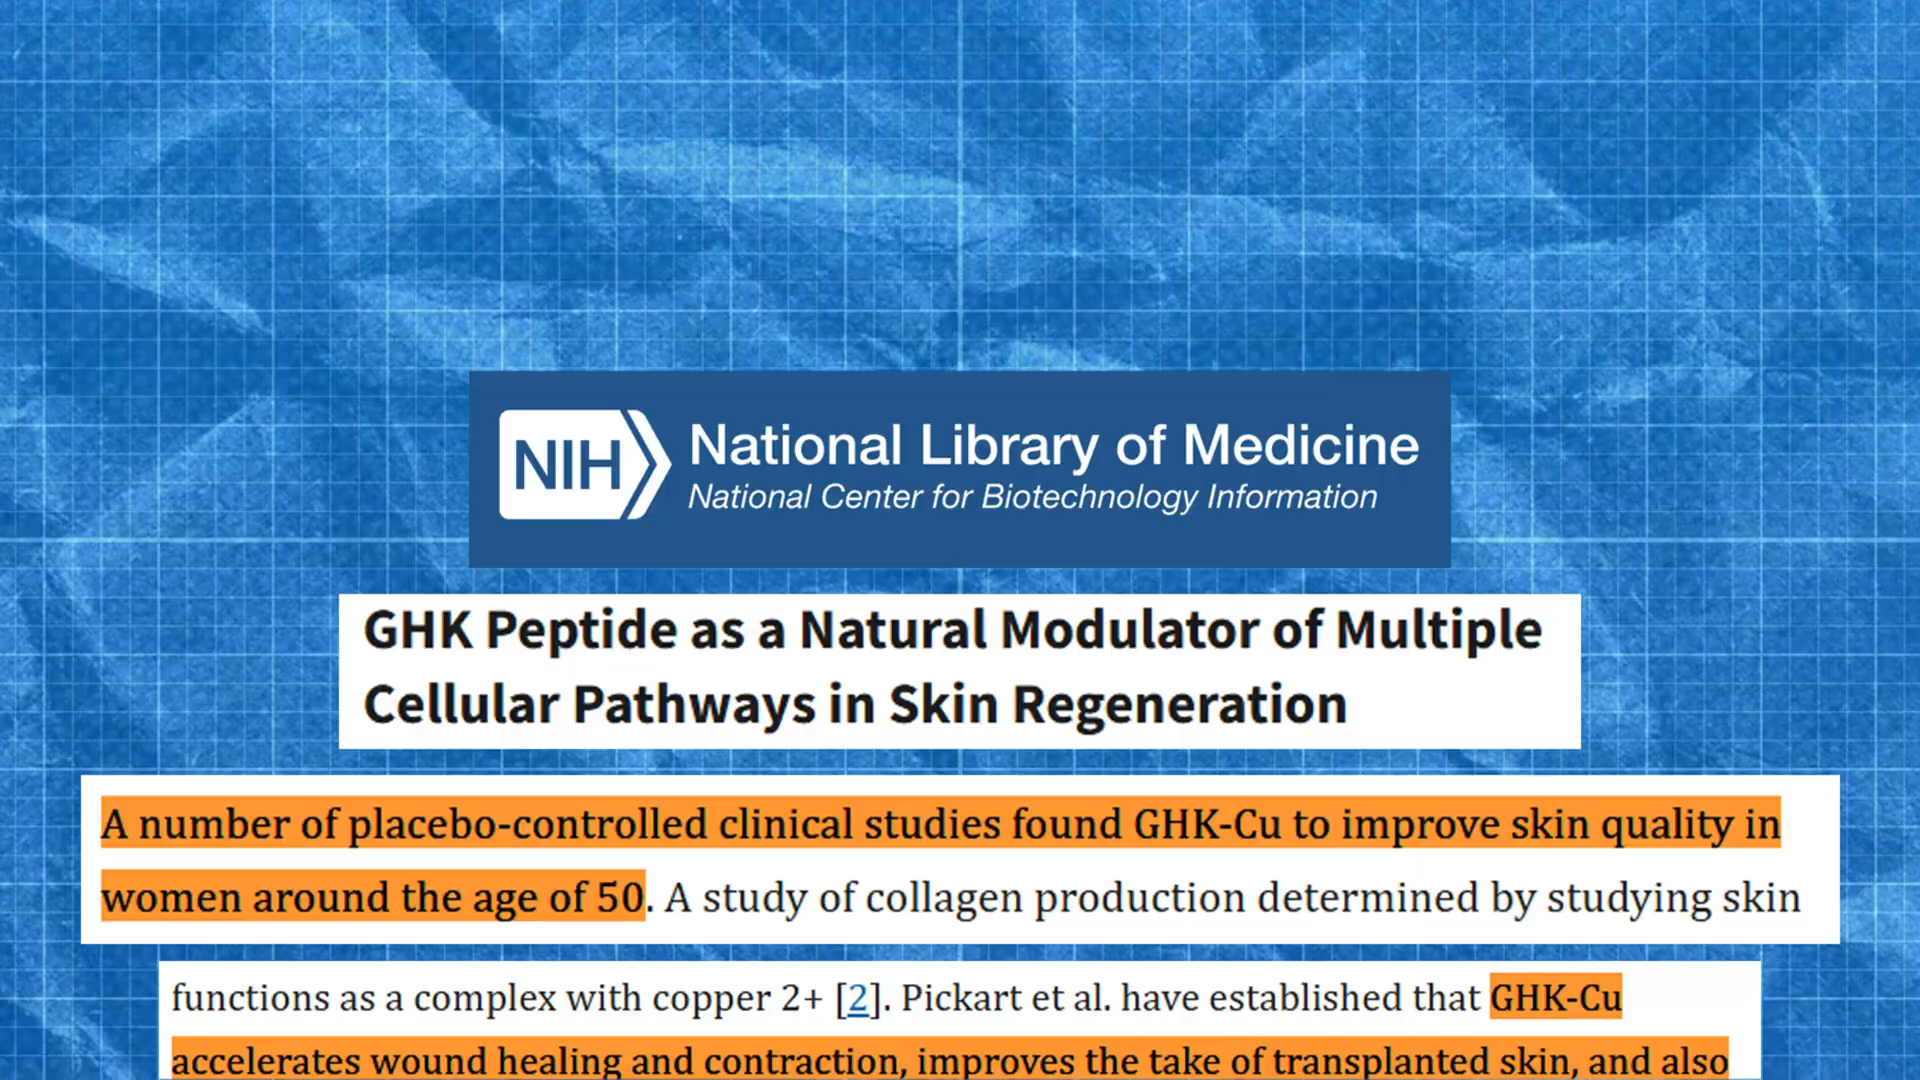 NIH
National Library of Medicine
National Center for Biotechnology Information
GHK Peptide as a Natural Modulator of Multiple
Cellular Pathways in Skin Regeneration
A number of placebo-controlled clinical studies found GHK-Cu to improve skin quality in
women around the age of 50. A study of collagen production determined by studying skin
functions as a complex with copper 2+ [2]. Pickart et al. have established that GHK-Cu
accelerates wound healing and contraction, improves the take of transplanted skin, and also